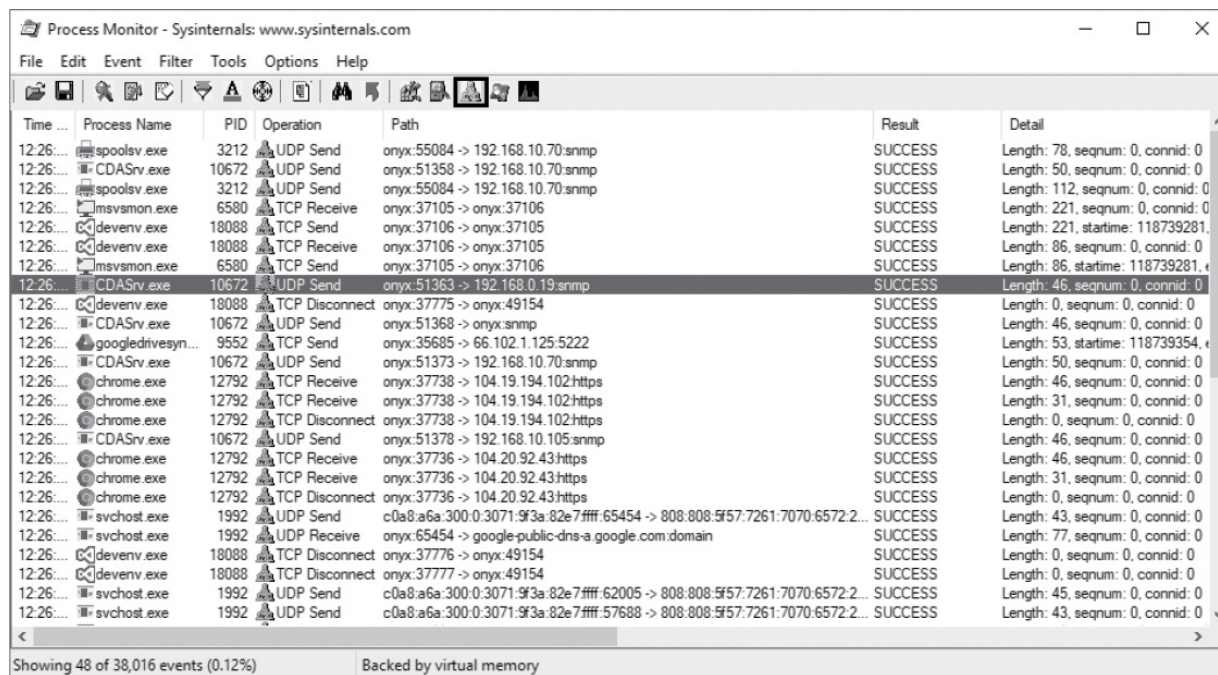 Process Monitor - Sysinternals: www.sysinternals.com
File Edit Event Filter Tools Options Help
Time ... Process Name PID Operation Path Result Detail
12:26:... spoolsv.exe 3212 UDP Send onyx:55084 -> 192.168.10.70:snmp SUCCESS Length: 78, seqnum: 0, connid: 0
12:26:... CDASrv.exe 10672 UDP Send onyx:51358 -> 192.168.10.70:snmp SUCCESS Length: 50, seqnum: 0, connid: 0
12:26:... spoolsv.exe 3212 UDP Send onyx:55084 -> 192.168.10.70:snmp SUCCESS Length: 112, seqnum: 0, connid: 0
12:26:... msvsmon.exe 6580 TCP Receive onyx:37105 -> onyx:37106 SUCCESS Length: 221, seqnum: 0, connid: 0
12:26:... devenv.exe 18088 TCP Send onyx:37106 -> onyx:37105 SUCCESS Length: 221, startime: 118739281,
12:26:... devenv.exe 18088 TCP Receive onyx:37106 -> onyx:37105 SUCCESS Length: 86, seqnum: 0, connid: 0
12:26:... msvsmon.exe 6580 TCP Send onyx:37105 -> onyx:37106 SUCCESS Length: 86, startime: 118739281, e
12:26:... CDASrv.exe 10672 UDP Send onyx:51363 -> 192.168.0.19:snmp SUCCESS Length: 46, seqnum: 0, connid: 0
12:26:... devenv.exe 18088 TCP Disconnect onyx:37775 -> onyx:49154 SUCCESS Length: 0, seqnum: 0, connid: 0
12:26:... CDASrv.exe 10672 UDP Send onyx:51368 -> onyx:snmp SUCCESS Length: 46, seqnum: 0, connid: 0
12:26:... googledrivesyn... 9552 TCP Send onyx:35685 -> 66.102.1.125:5222 SUCCESS Length: 53, startime: 118739354, e
12:26:... CDASrv.exe 10672 UDP Send onyx:51373 -> 192.168.10.70:snmp SUCCESS Length: 50, seqnum: 0, connid: 0
12:26:... chrome.exe 12792 TCP Receive onyx:37738 -> 104.19.194.102:https SUCCESS Length: 46, seqnum: 0, connid: 0
12:26:... chrome.exe 12792 TCP Receive onyx:37738 -> 104.19.194.102:https SUCCESS Length: 31, seqnum: 0, connid: 0
12:26:... chrome.exe 12792 TCP Disconnect onyx:37738 -> 104.19.194.102:https SUCCESS Length: 0, seqnum: 0, connid: 0
12:26:... CDASrv.exe 10672 UDP Send onyx:51378 -> 192.168.10.105:snmp SUCCESS Length: 46, seqnum: 0, connid: 0
12:26:... chrome.exe 12792 TCP Receive onyx:37736 -> 104.20.92.43:https SUCCESS Length: 46, seqnum: 0, connid: 0
12:26:... chrome.exe 12792 TCP Receive onyx:37736 -> 104.20.92.43:https SUCCESS Length: 31, seqnum: 0, connid: 0
12:26:... chrome.exe 12792 TCP Disconnect onyx:37736 -> 104.20.92.43:https SUCCESS Length: 0, seqnum: 0, connid: 0
12:26:... svchost.exe 1992 UDP Send c0a8:a6a:300:0:3071:9f3a:82e7:ffff:65454 -> 808:808:5f57:7261:7070:6572:2... SUCCESS Length: 43, seqnum: 0, connid: 0
12:26:... svchost.exe 1992 UDP Receive onyx:65454 -> google-public-dns-a.google.com:domain SUCCESS Length: 77, seqnum: 0, connid: 0
12:26:... devenv.exe 18088 TCP Disconnect onyx:37776 -> onyx:49154 SUCCESS Length: 0, seqnum: 0, connid: 0
12:26:... devenv.exe 18088 TCP Disconnect onyx:37777 -> onyx:49154 SUCCESS Length: 0, seqnum: 0, connid: 0
12:26:... svchost.exe 1992 UDP Send c0a8:a6a:300:0:3071:9f3a:82e7:ffff:62005 -> 808:808:5f57:7261:7070:6572:2... SUCCESS Length: 45, seqnum: 0, connid: 0
12:26:... svchost.exe 1992 UDP Send c0a8:a6a:300:0:3071:9f3a:82e7:ffff:57688 -> 808:808:5f57:7261:7070:6572:2... SUCCESS Length: 43, seqnum: 0, connid: 0
Showing 48 of 38,016 events (0.12%) Backed by virtual memory